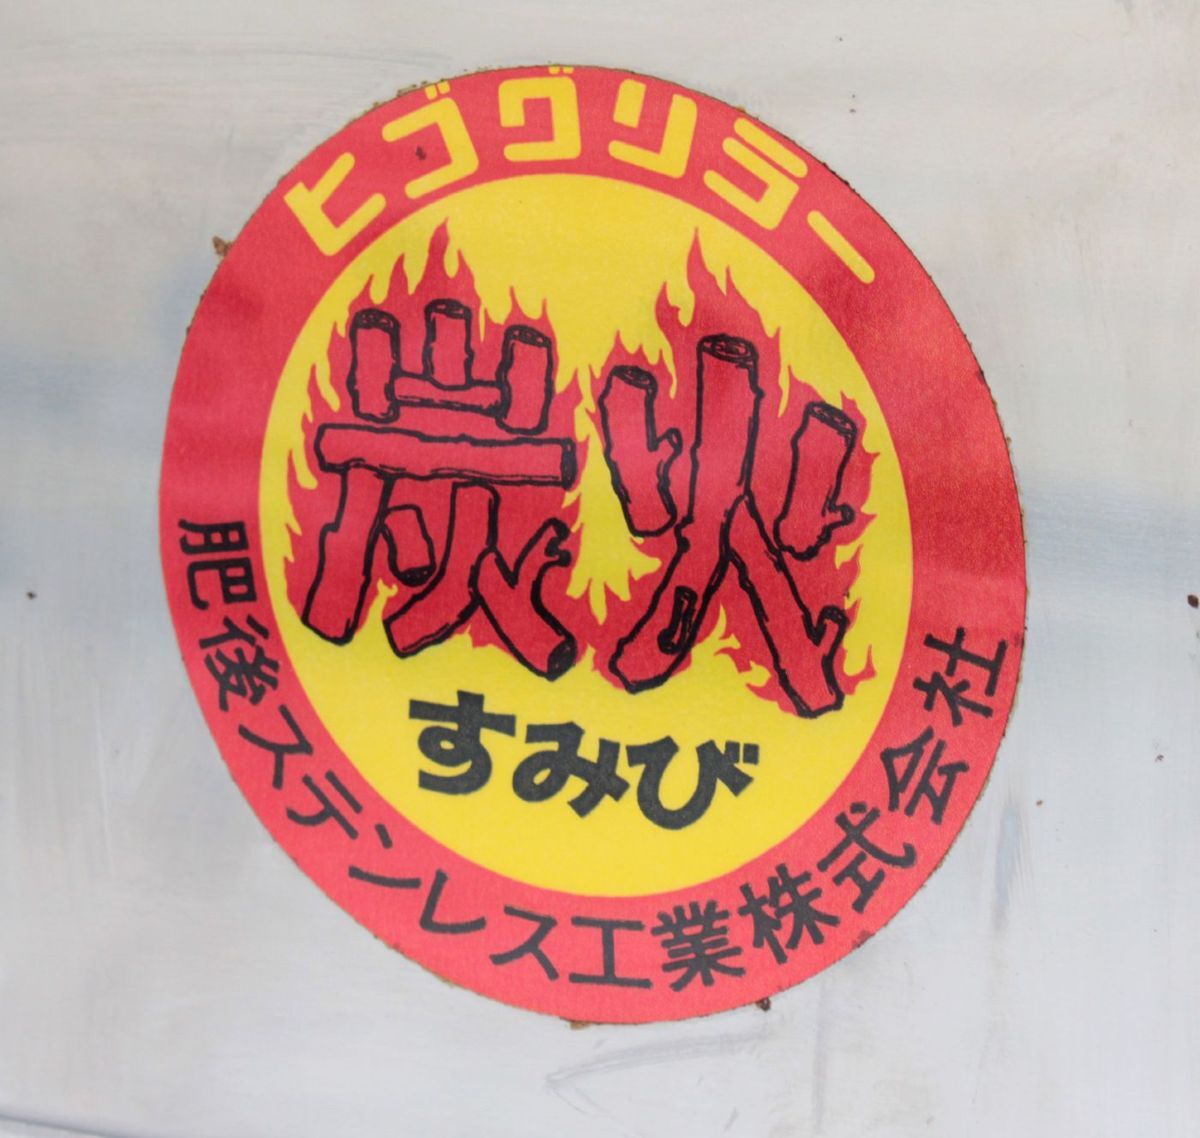 ヒゴグリラー
炭火
すみび
肥後ステンレス工業株式会社